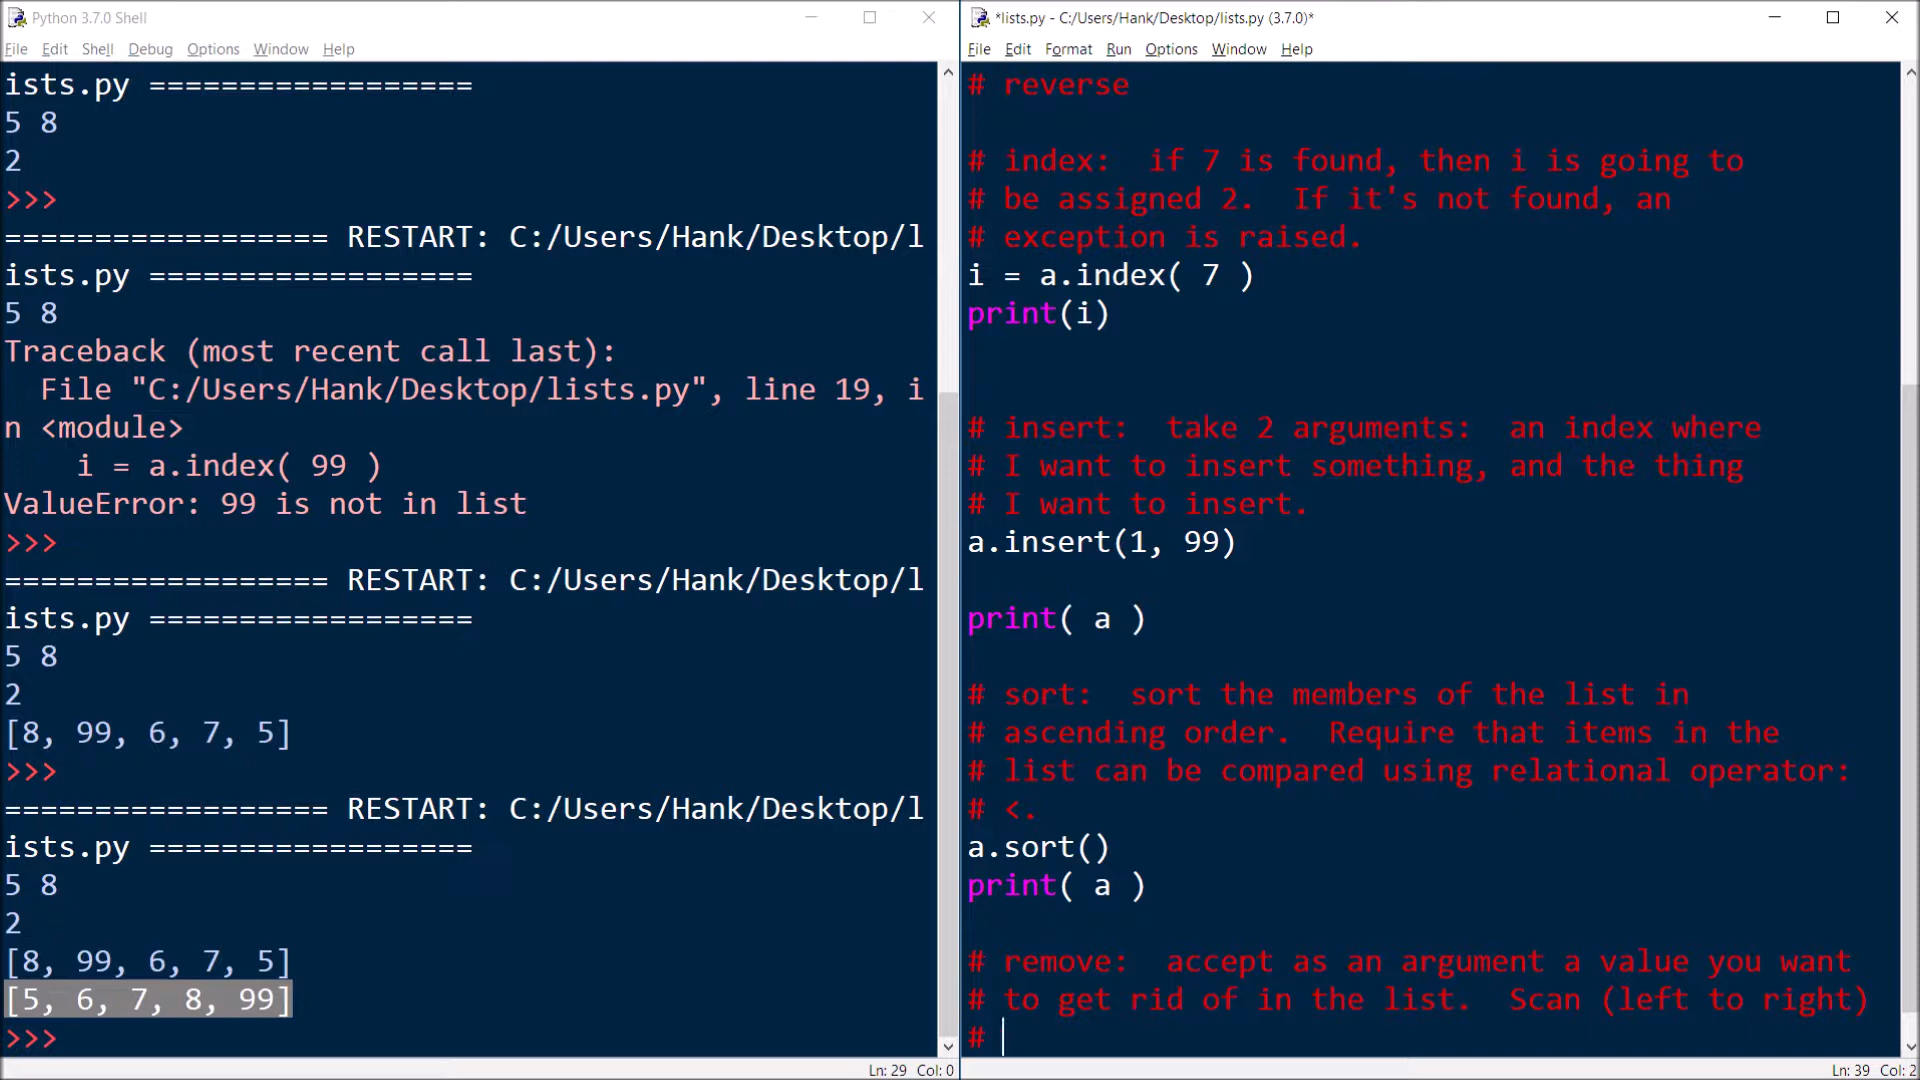 Python 3.7.0 Shell
File Edit Shell Debug Options Window Help
ists.py ==================
5 8
2
>>>
================== RESTART: C:/Users/Hank/Desktop/l
ists.py ==================
5 8
Traceback (most recent call last):
  File "C:/Users/Hank/Desktop/lists.py", line 19, i
n <module>
    i = a.index( 99 )
ValueError: 99 is not in list
>>>
================== RESTART: C:/Users/Hank/Desktop/l
ists.py ==================
5 8
2
[8, 99, 6, 7, 5]
>>>
================== RESTART: C:/Users/Hank/Desktop/l
ists.py ==================
5 8
2
[8, 99, 6, 7, 5]
[5, 6, 7, 8, 99]
>>>
Ln: 29 Col: 0
*lists.py - C:/Users/Hank/Desktop/lists.py (3.7.0)*
File Edit Format Run Options Window Help
# reverse
# index:  if 7 is found, then i is going to
# be assigned 2.  If it's not found, an
# exception is raised.
i = a.index( 7 )
print(i)
# insert:  take 2 arguments:  an index where
# I want to insert something, and the thing
# I want to insert.
a.insert(1, 99)
print( a )
# sort:  sort the members of the list in
# ascending order.  Require that items in the
# list can be compared using relational operator:
# <.
a.sort()
print( a )
# remove:  accept as an argument a value you want
# to get rid of in the list.  Scan (left to right)
#
Ln: 39 Col: 2